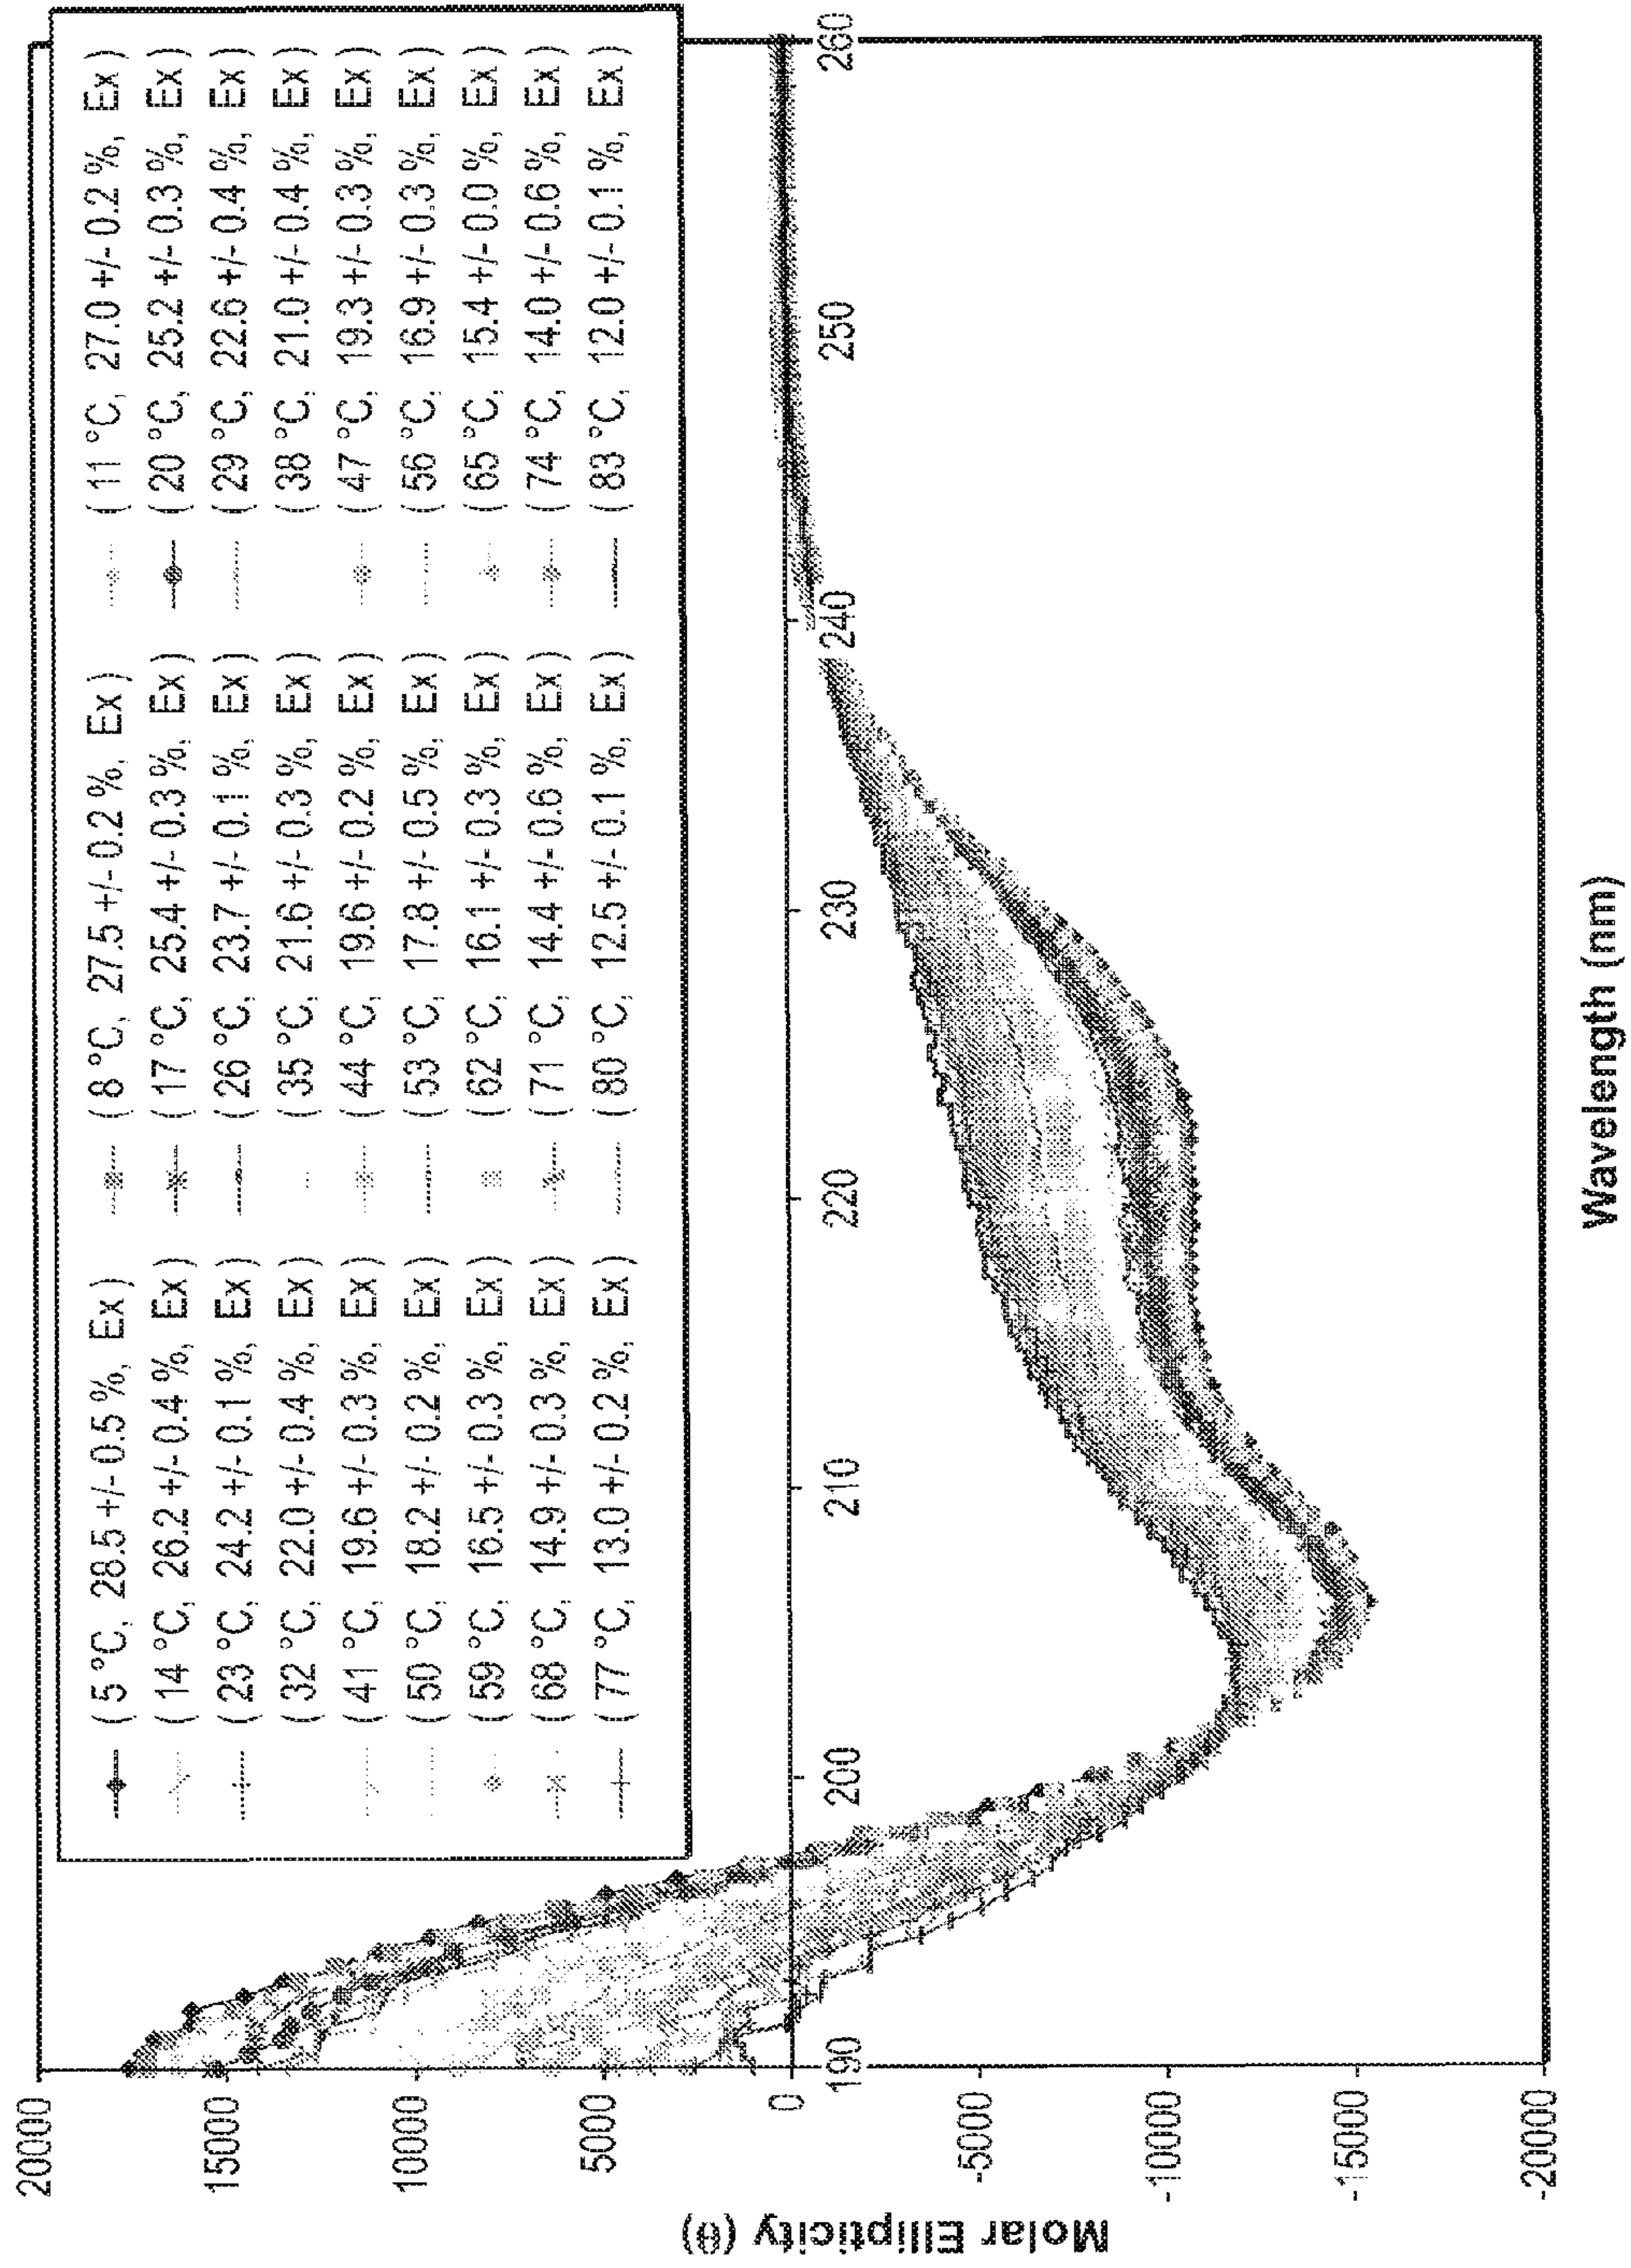 ( 5 °C, 28.5 +/- 0.5 %, Ex ) ( 8 °C, 27.5 +/- 0.2 %, Ex ) ( 11 °C, 27.0 +/- 0.2 %, Ex )
( 14 °C, 26.2 +/- 0.4 %, Ex ) ( 17 °C, 25.4 +/- 0.3 %, Ex ) ( 20 °C, 25.2 +/- 0.3 %, Ex )
( 23 °C, 24.2 +/- 0.1 %, Ex ) ( 26 °C, 23.7 +/- 0.1 %, Ex ) ( 29 °C, 22.6 +/- 0.4 %, Ex )
( 32 °C, 22.0 +/- 0.4 %, Ex ) ( 35 °C, 21.6 +/- 0.3 %, Ex ) ( 38 °C, 21.0 +/- 0.4 %, Ex )
( 41 °C, 19.6 +/- 0.3 %, Ex ) ( 44 °C, 19.6 +/- 0.2 %, Ex ) ( 47 °C, 19.3 +/- 0.3 %, Ex )
( 50 °C, 18.2 +/- 0.2 %, Ex ) ( 53 °C, 17.8 +/- 0.5 %, Ex ) ( 56 °C, 16.9 +/- 0.3 %, Ex )
( 59 °C, 16.5 +/- 0.3 %, Ex ) ( 62 °C, 16.1 +/- 0.3 %, Ex ) ( 65 °C, 15.4 +/- 0.0 %, Ex )
( 68 °C, 14.9 +/- 0.3 %, Ex ) ( 71 °C, 14.4 +/- 0.6 %, Ex ) ( 74 °C, 14.0 +/- 0.6 %, Ex )
( 77 °C, 13.0 +/- 0.2 %, Ex ) ( 80 °C, 12.5 +/- 0.1 %, Ex ) ( 83 °C, 12.0 +/- 0.1 %, Ex )
20000
15000
10000
5000
0
-5000
-10000
-15000
-20000
Molar Ellipticity (θ)
190 200 210 220 230 240 250 260
Wavelength (nm)